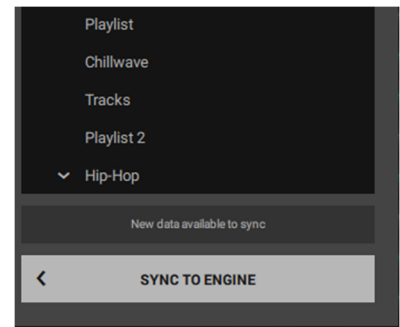 Playlist
Chillwave
Tracks
Playlist 2
Hip-Hop
New data available to sync
SYNC TO ENGINE